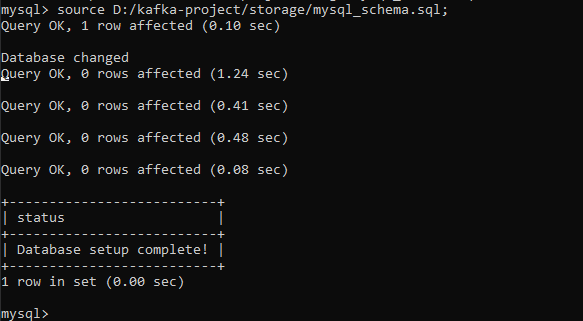 mysql> source D:/kafka-project/storage/mysql_schema.sql;
Query OK, 1 row affected (0.10 sec)
Database changed
Query OK, 0 rows affected (1.24 sec)
Query OK, 0 rows affected (0.41 sec)
Query OK, 0 rows affected (0.48 sec)
Query OK, 0 rows affected (0.08 sec)
+--------------------------+
| status                   |
+--------------------------+
| Database setup complete! |
+--------------------------+
1 row in set (0.00 sec)
mysql>